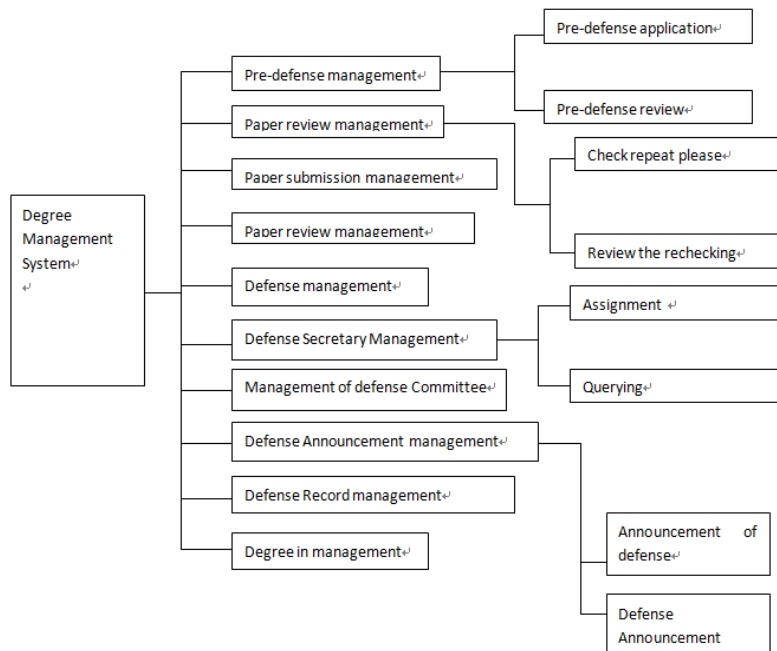 Degree
Management
System↵
↵
Pre-defense management↵
Paper review management↵
Paper submission management↵
Paper review management↵
Defense management↵
Defense Secretary Management↵
Management of defense Committee
Defense Announcement management↵
Defense Record management↵
Degree in management↵
Pre-defense application↵
Pre-defense review↵
Check repeat please↵
Review the rechecking↵
Assignment ↵
Querying↵
Announcement of
defense↵
Defense
Announcement